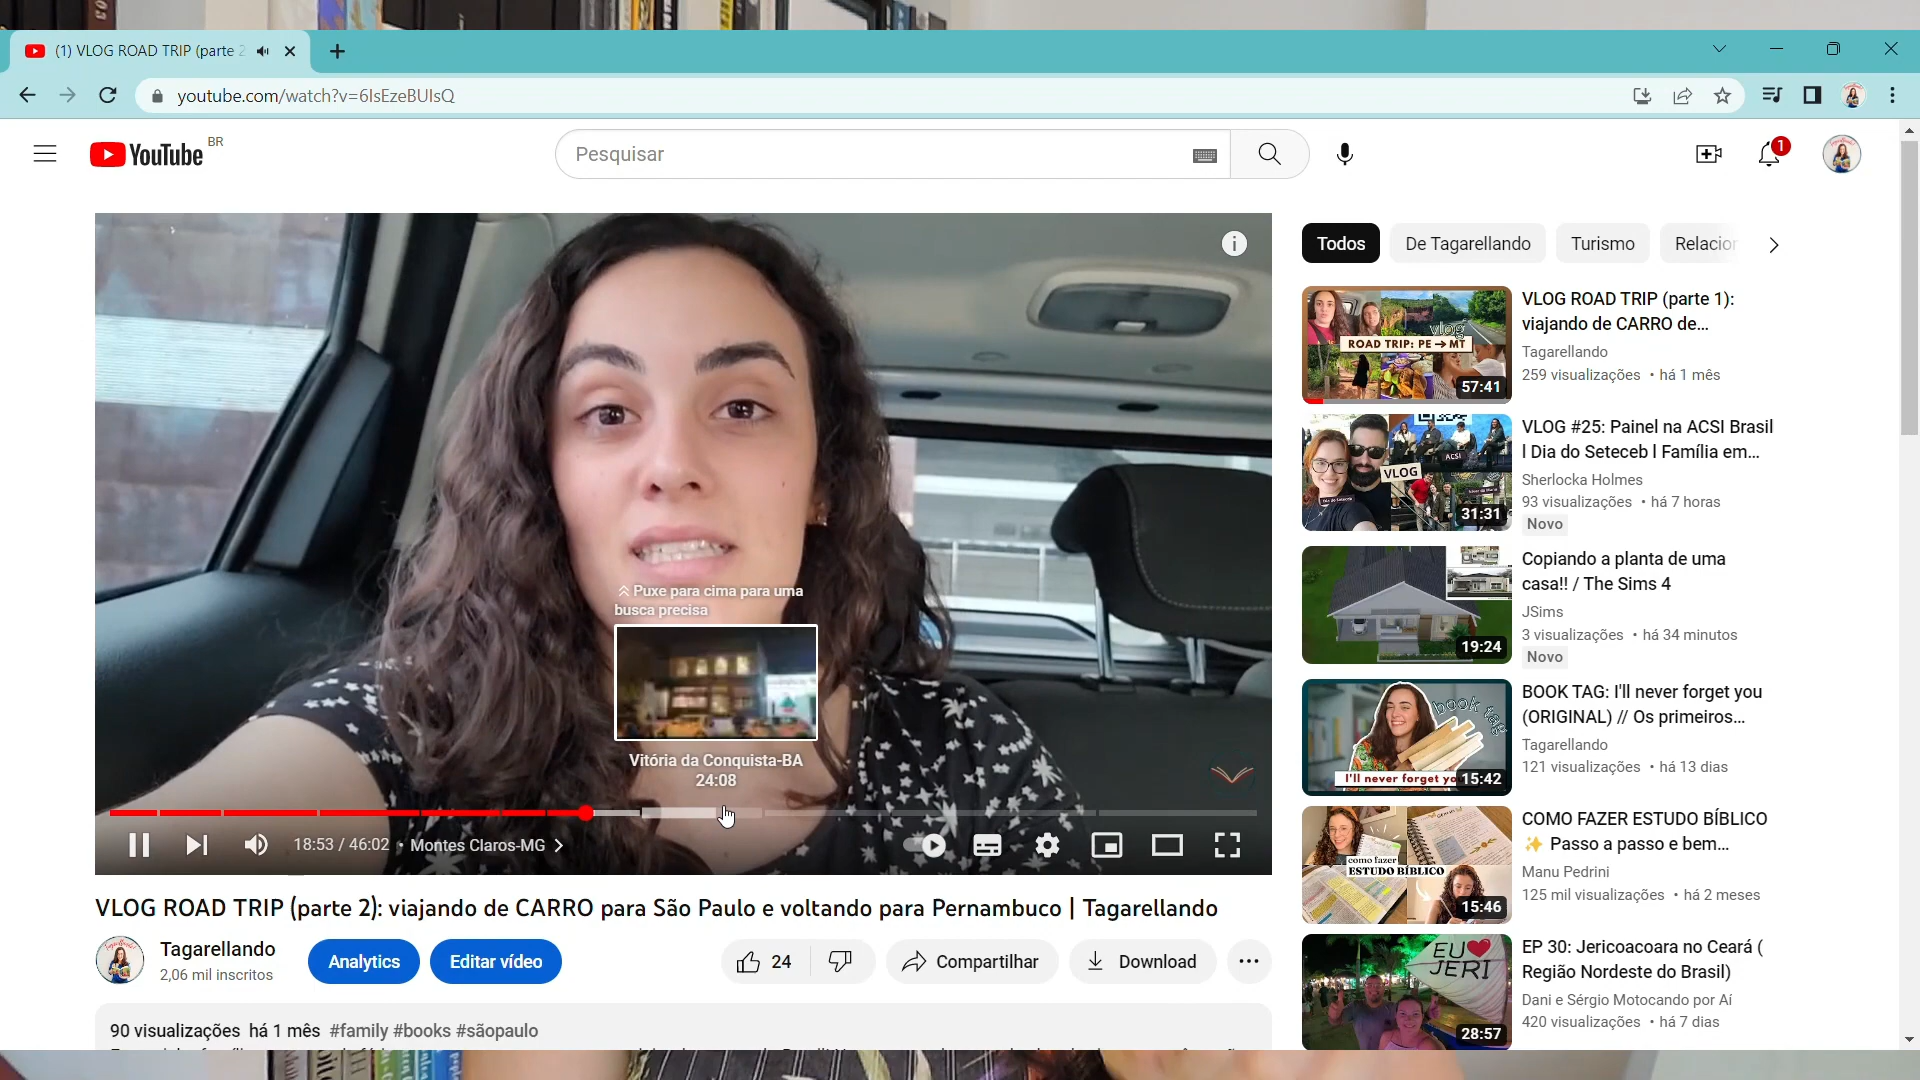 (1) VLOG ROAD TRIP (parte 2
youtube.com/watch?v=6IsEzeBUIsQ
YouTube BR
Pesquisar
1
Puxe para cima para uma
busca precisa
Vitória da Conquista-BA
24:08
18:53 / 46:02 • Montes Claros-MG
VLOG ROAD TRIP (parte 2): viajando de CARRO para São Paulo e voltando para Pernambuco | Tagarellando
Tagarellando
2,06 mil inscritos
Analytics
Editar vídeo
24
Compartilhar
Download
90 visualizações há 1 mês #family #books #sãopaulo
Todos
De Tagarellando
Turismo
Relacion
vlog
ROAD TRIP: PE → MT
57:41
VLOG ROAD TRIP (parte 1):
viajando de CARRO de...
Tagarellando
259 visualizações • há 1 mês
ACSI
VLOG
31:31
VLOG #25: Painel na ACSI Brasil
l Dia do Seteceb l Família em...
Sherlocka Holmes
93 visualizações • há 7 horas
Novo
19:24
Copiando a planta de uma
casa!! / The Sims 4
JSims
3 visualizações • há 34 minutos
Novo
book tag
I'll never forget yo
15:42
BOOK TAG: I'll never forget you
(ORIGINAL) // Os primeiros...
Tagarellando
121 visualizações • há 13 dias
como fazer
ESTUDO BÍBLICO
15:46
COMO FAZER ESTUDO BÍBLICO
✨ Passo a passo e bem...
Manu Pedrini
125 mil visualizações • há 2 meses
EU❤
JERI
28:57
EP 30: Jericoacoara no Ceará (
Região Nordeste do Brasil)
Dani e Sérgio Motocando por Aí
420 visualizações • há 7 dias